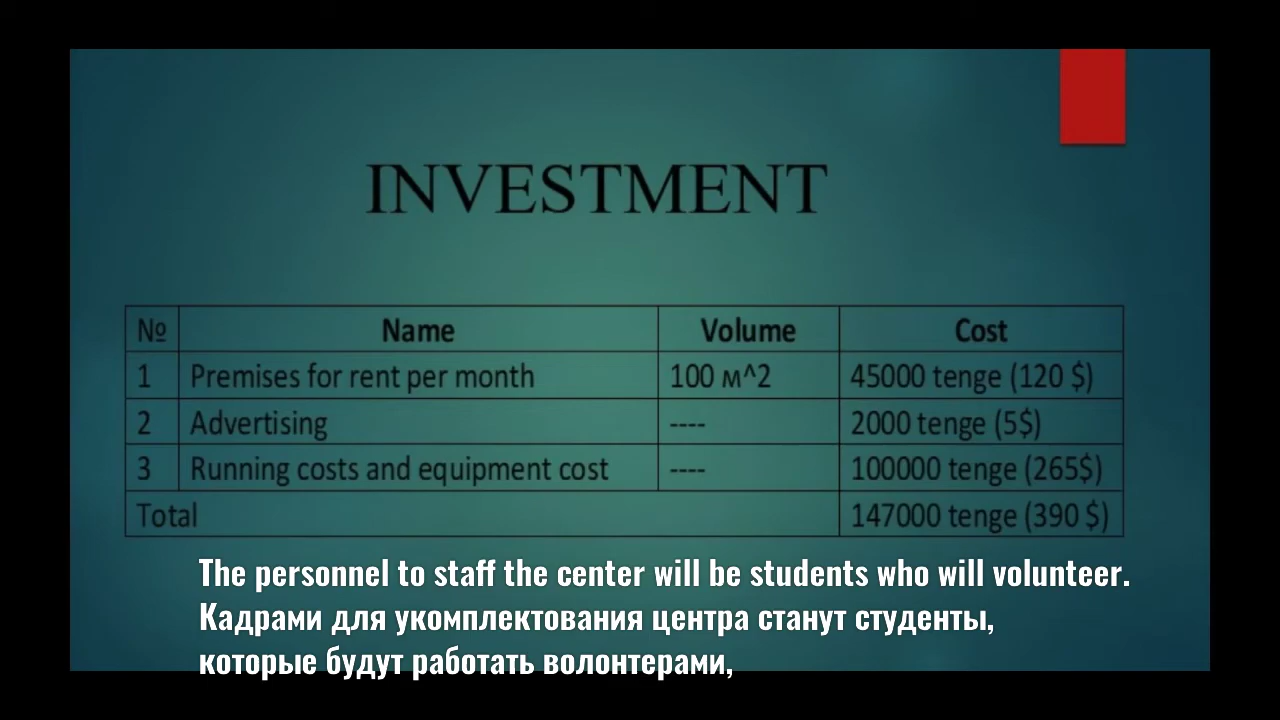 INVESTMENT
№ Name Volume Cost
1 Premises for rent per month 100 м^2 45000 tenge (120 $)
2 Advertising ---- 2000 tenge (5$)
3 Running costs and equipment cost ---- 100000 tenge (265$)
Total 147000 tenge (390 $)
The personnel to staff the center will be students who will volunteer.
Кадрами для укомплектования центра станут студенты,
которые будут работать волонтерами,